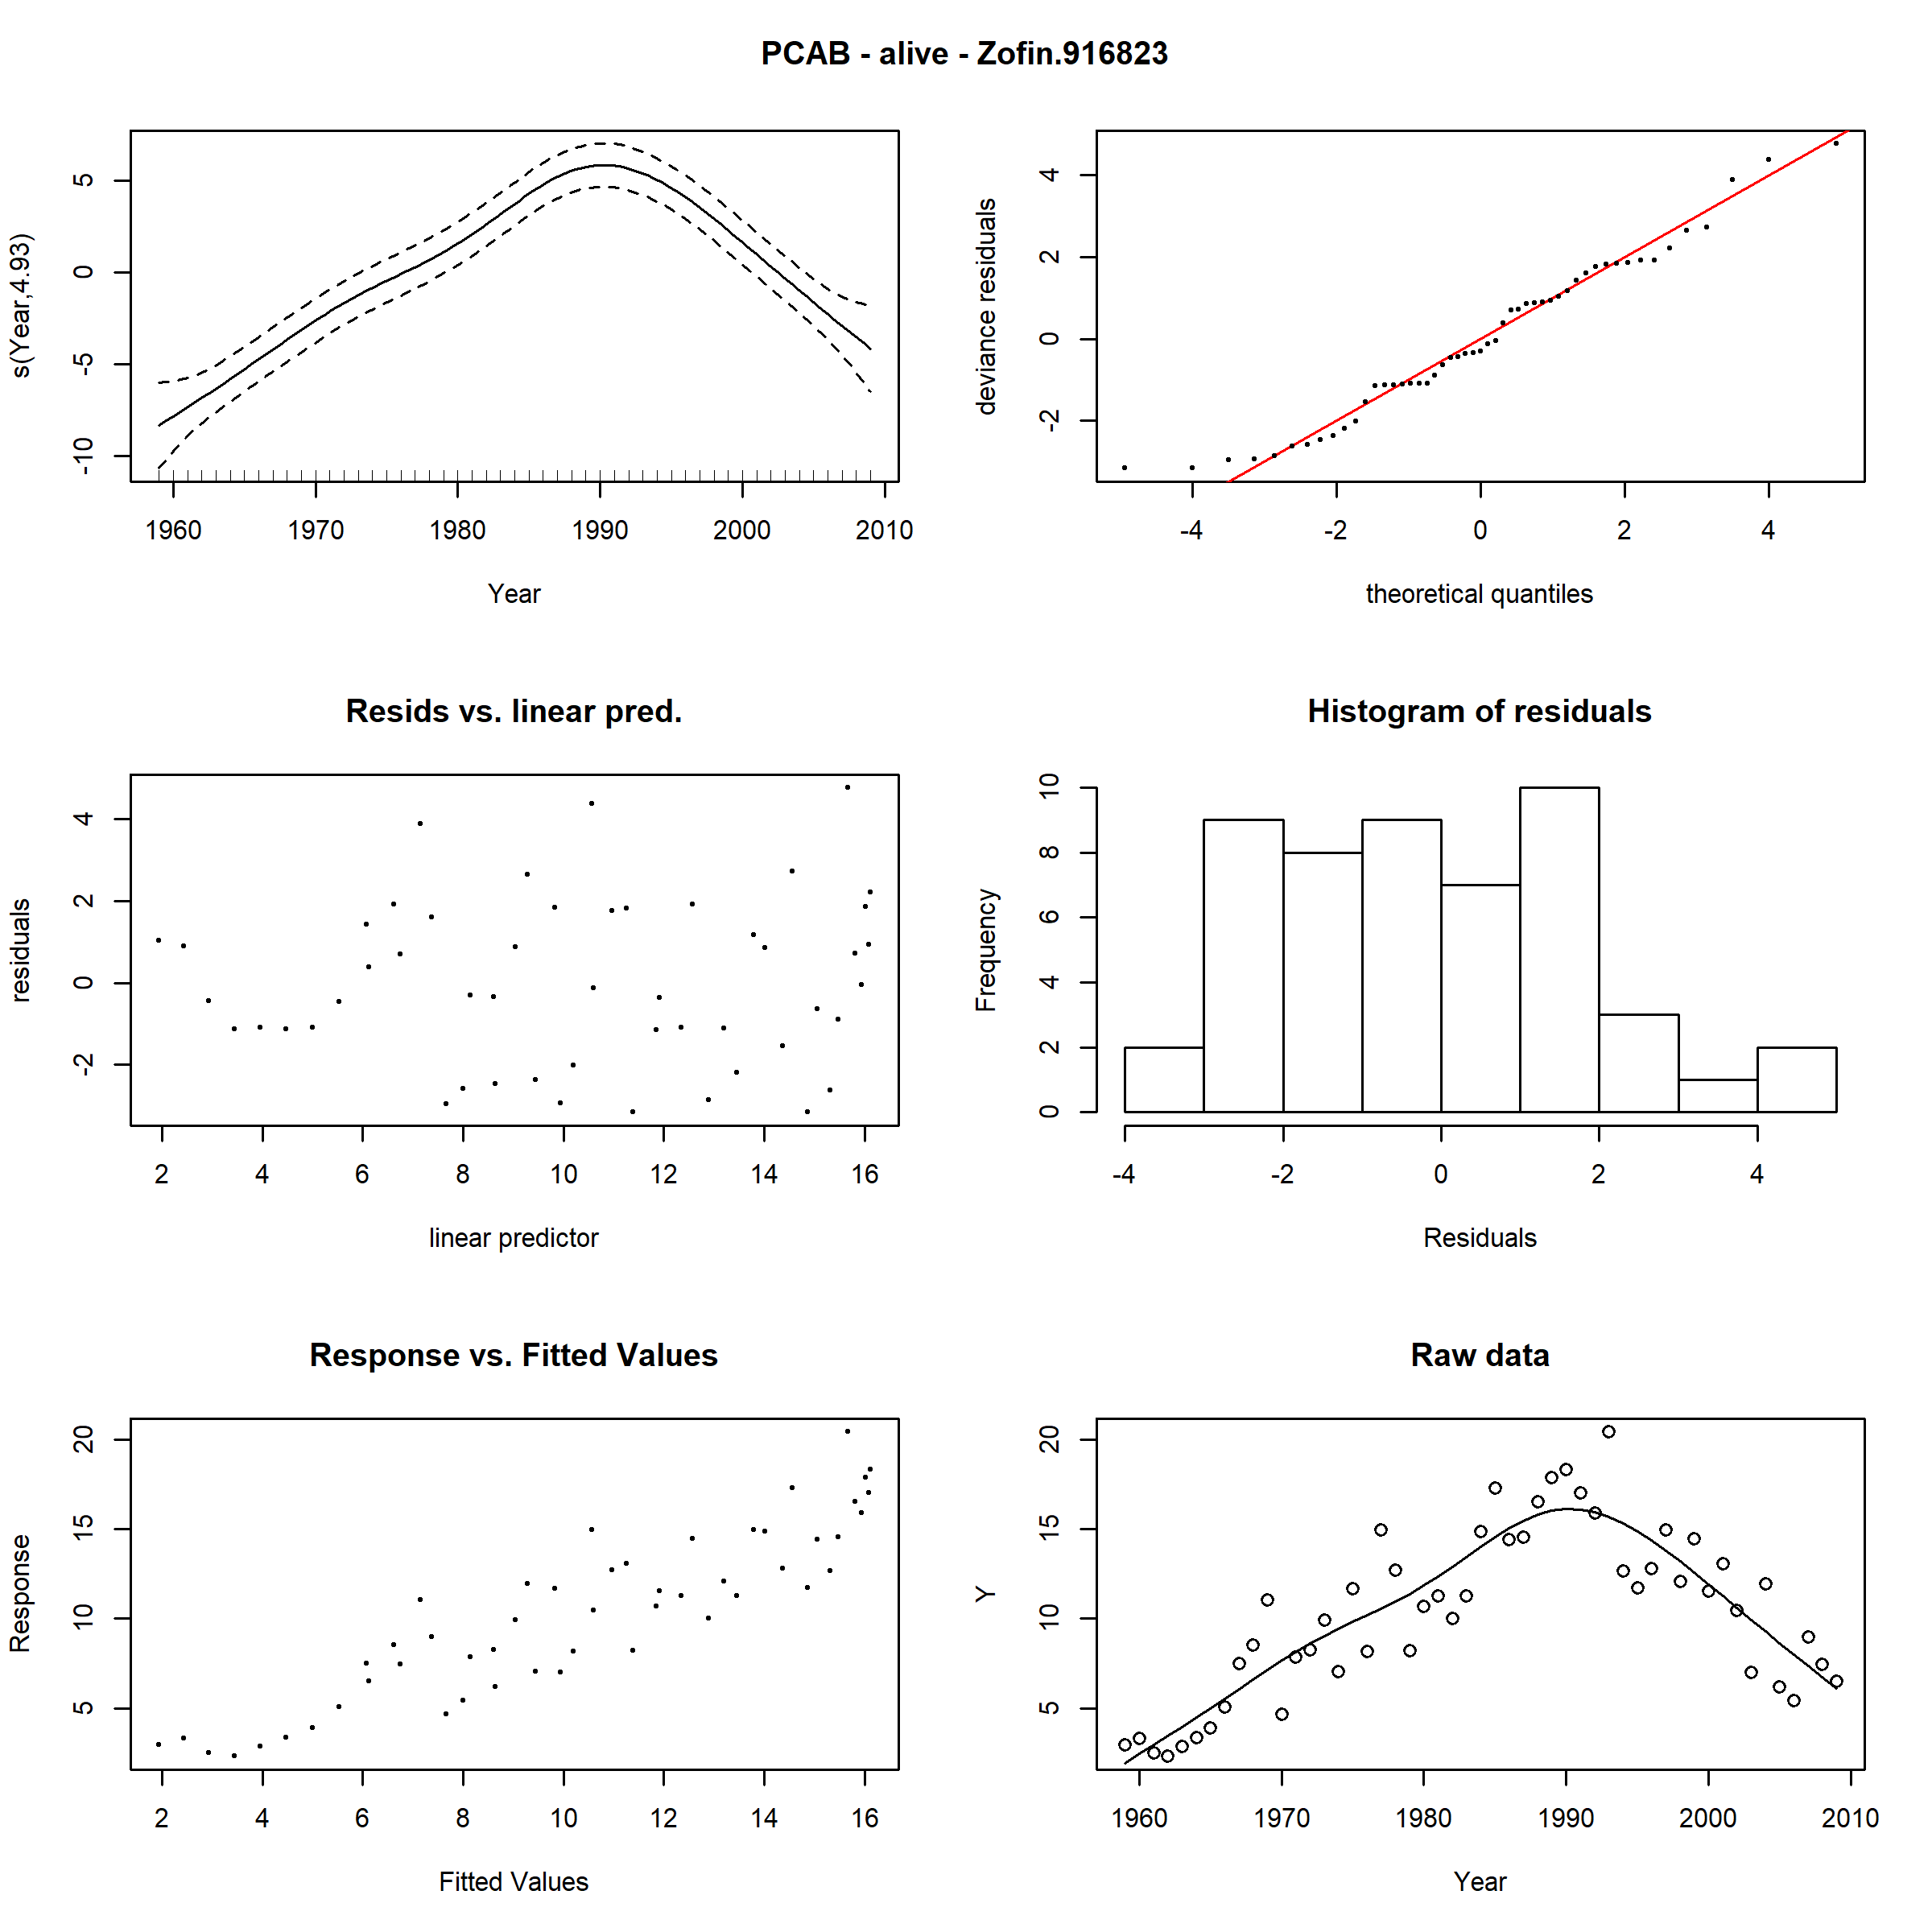 PCAB - alive - Zofin.916823
s(Year,4.93)
5
0
-5
-10
1960 1970 1980 1990 2000 2010
Year
deviance residuals
4
2
0
-2
-4 -2 0 2 4
theoretical quantiles
Resids vs. linear pred.
residuals
4
2
0
-2
2 4 6 8 10 12 14 16
linear predictor
Histogram of residuals
Frequency
10
8
6
4
2
0
-4 -2 0 2 4
Residuals
Response vs. Fitted Values
Response
20
15
10
5
2 4 6 8 10 12 14 16
Fitted Values
Raw data
Y
20
15
10
5
1960 1970 1980 1990 2000 2010
Year